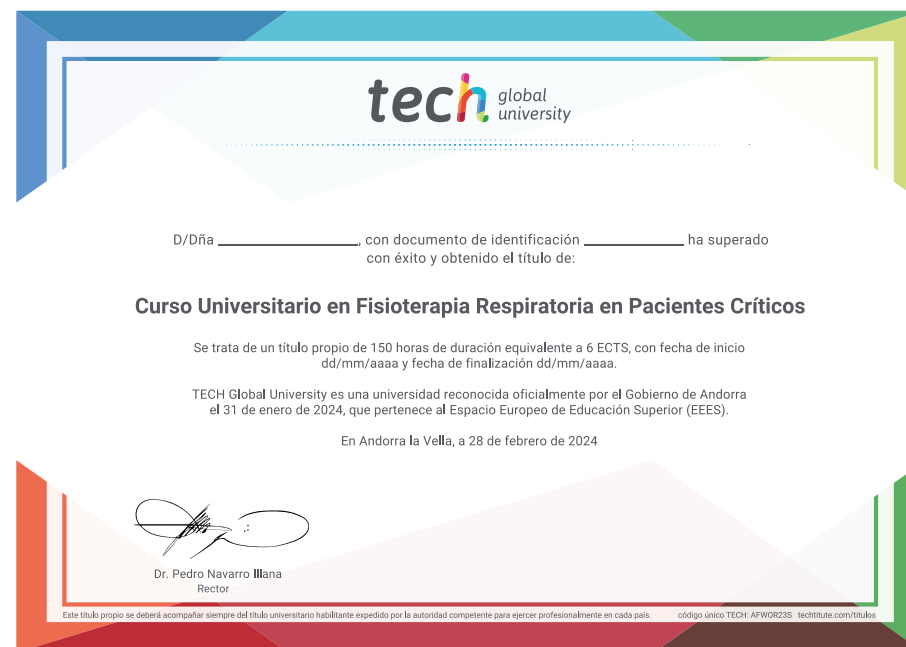 tech global university
D/Dña ____________, con documento de identificación ____________ ha superado
con éxito y obtenido el título de:
Curso Universitario en Fisioterapia Respiratoria en Pacientes Críticos
Se trata de un título propio de 150 horas de duración equivalente a 6 ECTS, con fecha de inicio
dd/mm/aaaa y fecha de finalización dd/mm/aaaa.
TECH Global University es una universidad reconocida oficialmente por el Gobierno de Andorra
el 31 de enero de 2024, que pertenece al Espacio Europeo de Educación Superior (EEES).
En Andorra la Vella, a 28 de febrero de 2024
Dr. Pedro Navarro Illana
Rector
Este título propio se deberá acompañar siempre del título universitario habilitante expedido por la autoridad competente para ejercer profesionalmente en cada país. código único TECH: AFWOR23S techtitute.com/titulos